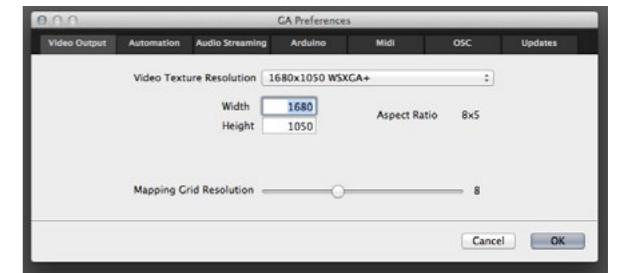 GA Preferences
Video Output Automation Audio Streaming Arduino Midi OSC Updates
Video Texture Resolution 1680x1050 WSXGA+
Width 1680
Height 1050
Aspect Ratio 8x5
Mapping Grid Resolution 8
Cancel OK